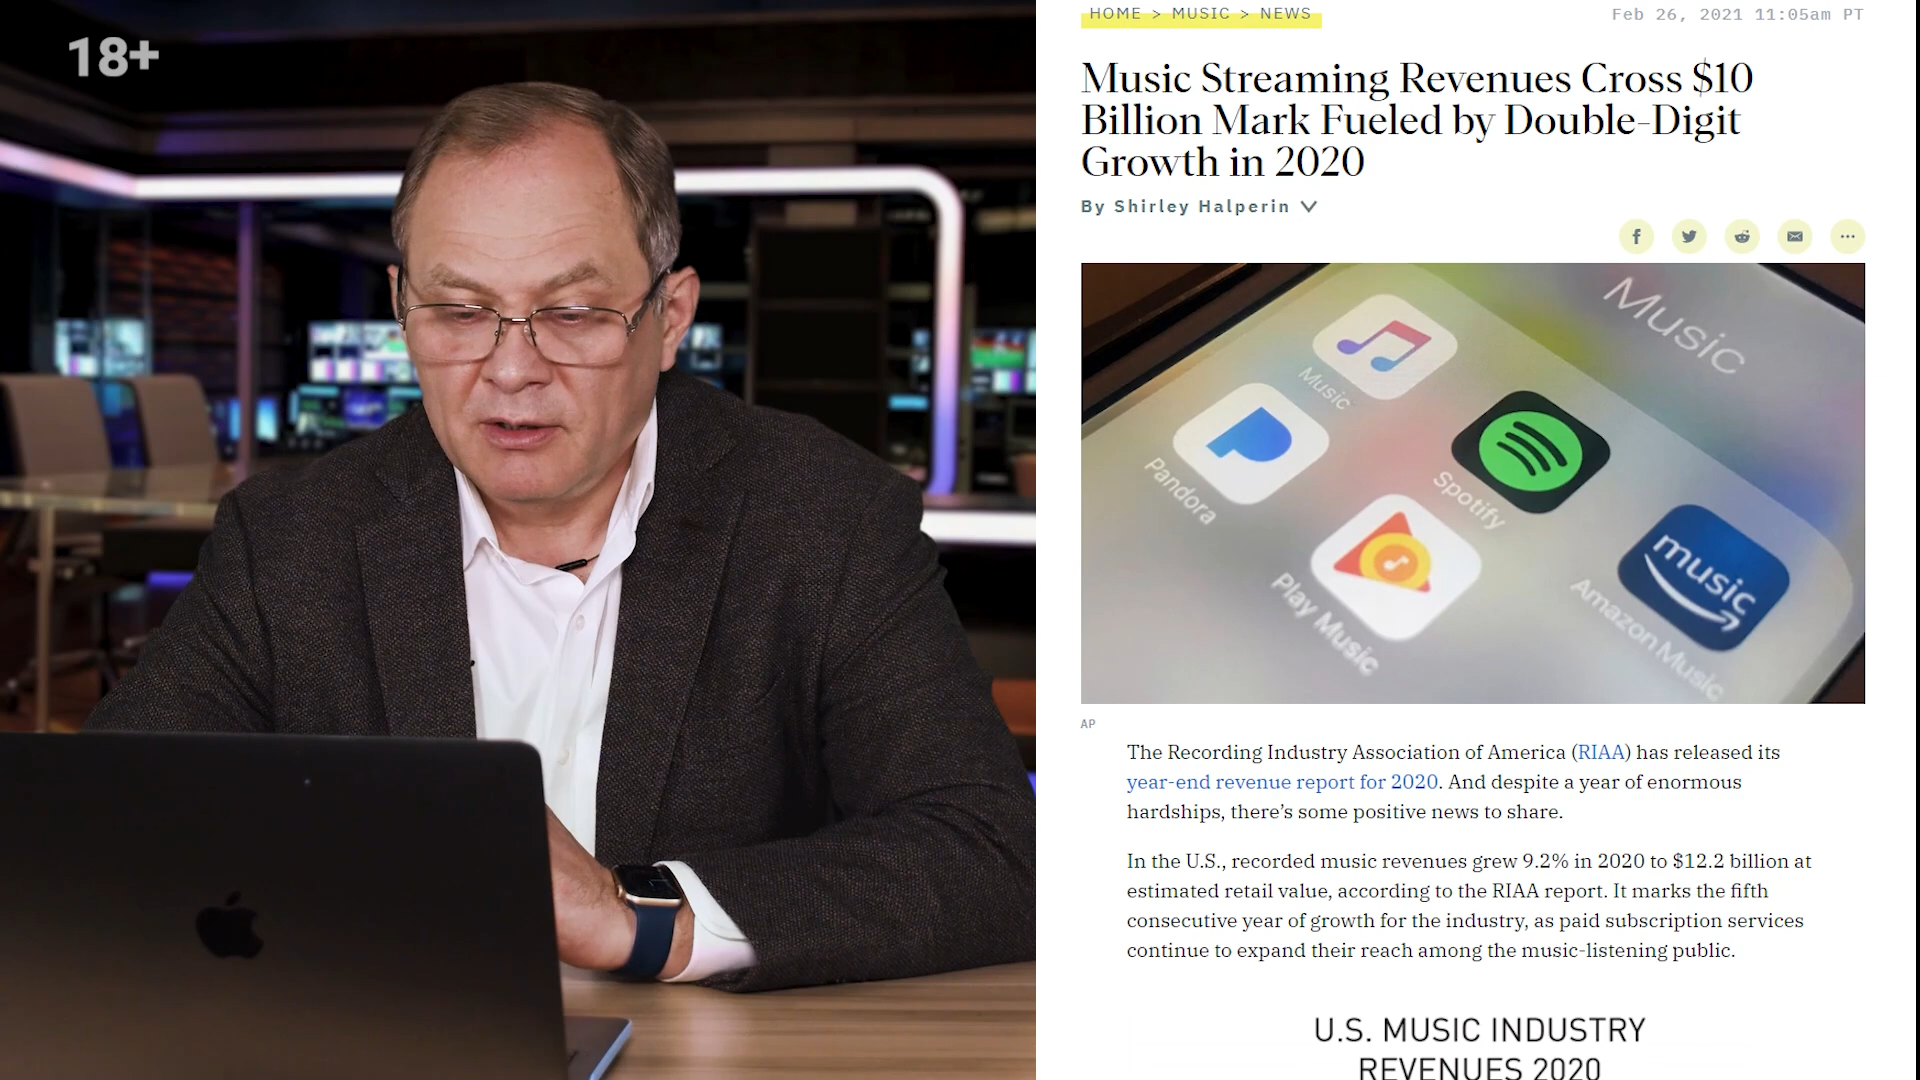 18+
HOME > MUSIC > NEWS
Feb 26, 2021 11:05am PT
Music Streaming Revenues Cross $10
Billion Mark Fueled by Double-Digit
Growth in 2020
By Shirley Halperin
Music
Music
Pandora
Spotify
Play Music
music
Amazon Music
AP
The Recording Industry Association of America (RIAA) has released its
year-end revenue report for 2020. And despite a year of enormous
hardships, there’s some positive news to share.
In the U.S., recorded music revenues grew 9.2% in 2020 to $12.2 billion at
estimated retail value, according to the RIAA report. It marks the fifth
consecutive year of growth for the industry, as paid subscription services
continue to expand their reach among the music-listening public.
U.S. MUSIC INDUSTRY
REVENUES 2020